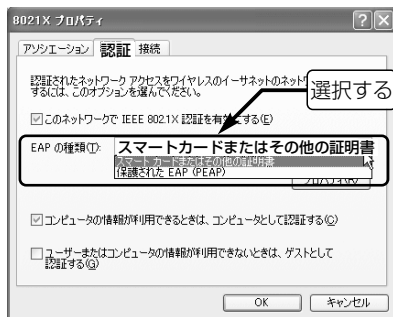 8021X プロパティ
アソシエーション 認証 接続
認証されたネットワーク アクセスをワイヤレスのイーサネットのネット
するには、このオプションを選んでください。
選択する
このネットワークで IEEE 802.1X 認証を有効にする(E)
EAP の種類(T):
スマートカードまたはその他の証明書
スマート カードまたはその他の証明書
保護された EAP (PEAP)
コンピュータの情報が利用できるときは、コンピュータとして認証する(C)
ユーザーまたはコンピュータの情報が利用できないときは、ゲストとして
認証する(G)
OK キャンセル